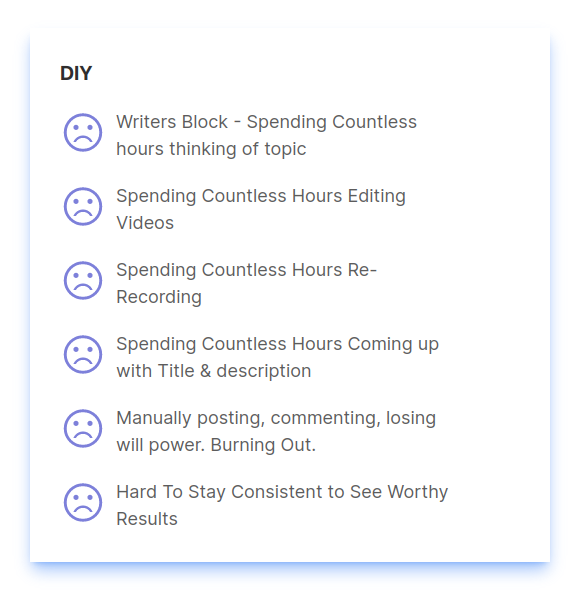 DIY
Writers Block - Spending Countless
hours thinking of topic
Spending Countless Hours Editing
Videos
Spending Countless Hours Re-
Recording
Spending Countless Hours Coming up
with Title & description
Manually posting, commenting, losing
will power. Burning Out.
Hard To Stay Consistent to See Worthy
Results